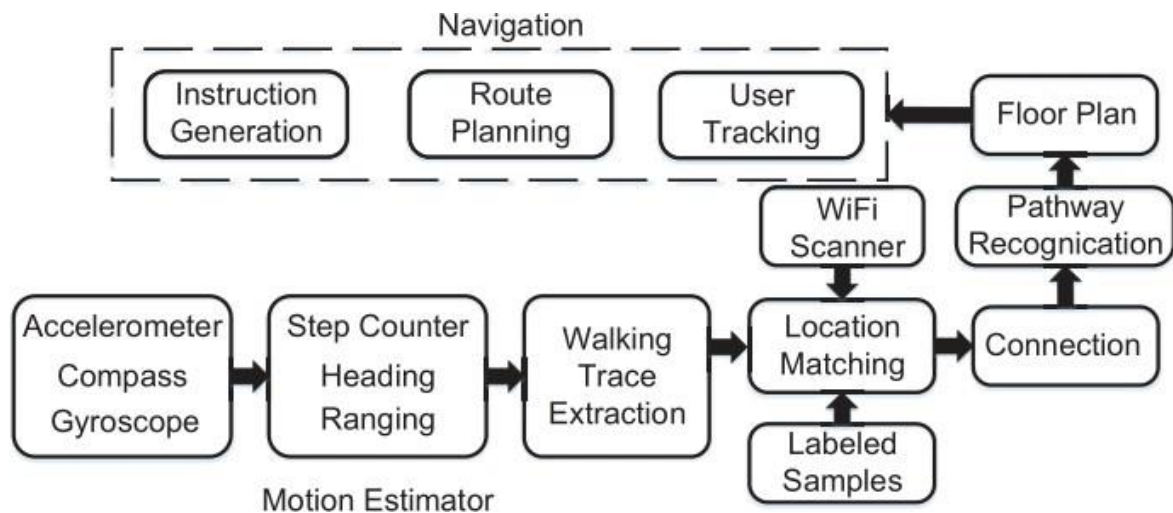 Navigation
Instruction
Generation
Route
Planning
User
Tracking
Floor Plan
WiFi
Scanner
Pathway
Recognication
Accelerometer
Compass
Gyroscope
Step Counter
Heading
Ranging
Walking
Trace
Extraction
Location
Matching
Connection
Labeled
Samples
Motion Estimator